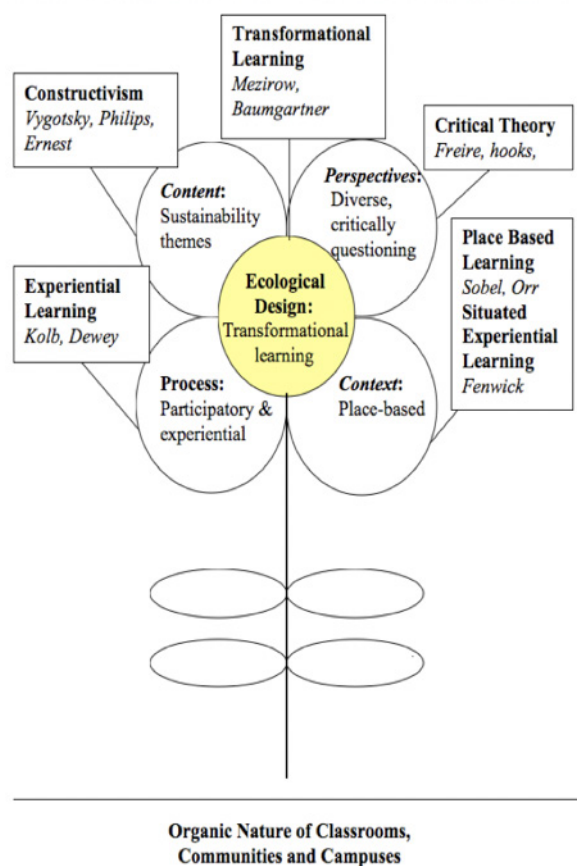 Transformational
Learning
Mezirow,
Baumgartner
Constructivism
Vygotsky, Philips,
Ernest
Critical Theory
Freire, hooks,
Content:
Sustainability
themes
Perspectives:
Diverse,
critically
questioning
Place Based
Learning
Sobel, Orr
Situated
Experiential
Learning
Fenwick
Experiential
Learning
Kolb, Dewey
Ecological
Design:
Transformational
learning
Process:
Participatory &
experiential
Context:
Place-based
Organic Nature of Classrooms,
Communities and Campuses